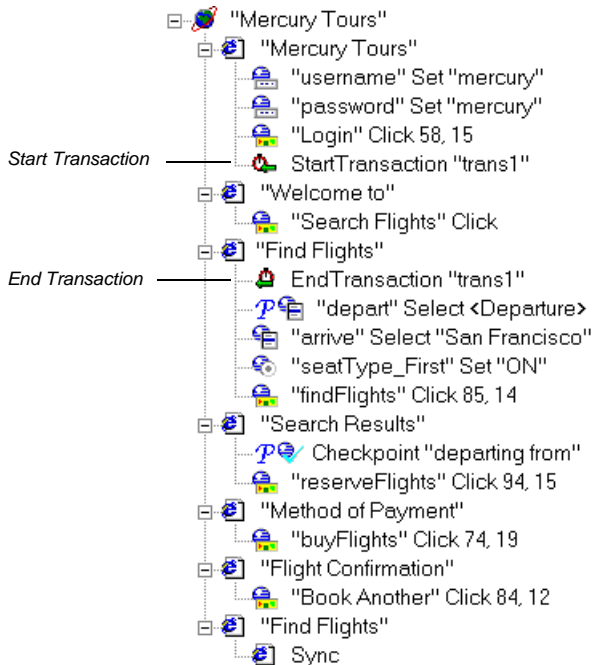 "Mercury Tours"
"Mercury Tours"
"username" Set "mercury"
"password" Set "mercury"
"Login" Click 58, 15
Start Transaction
StartTransaction "trans1"
"Welcome to"
"Search Flights" Click
"Find Flights"
End Transaction
EndTransaction "trans1"
P "depart" Select <Departure>
"arrive" Select "San Francisco"
"seatType_First" Set "ON"
"findFlights" Click 85, 14
"Search Results"
P Checkpoint "departing from"
"reserveFlights" Click 94, 15
"Method of Payment"
"buyFlights" Click 74, 19
"Flight Confirmation"
"Book Another" Click 84, 12
"Find Flights"
Sync